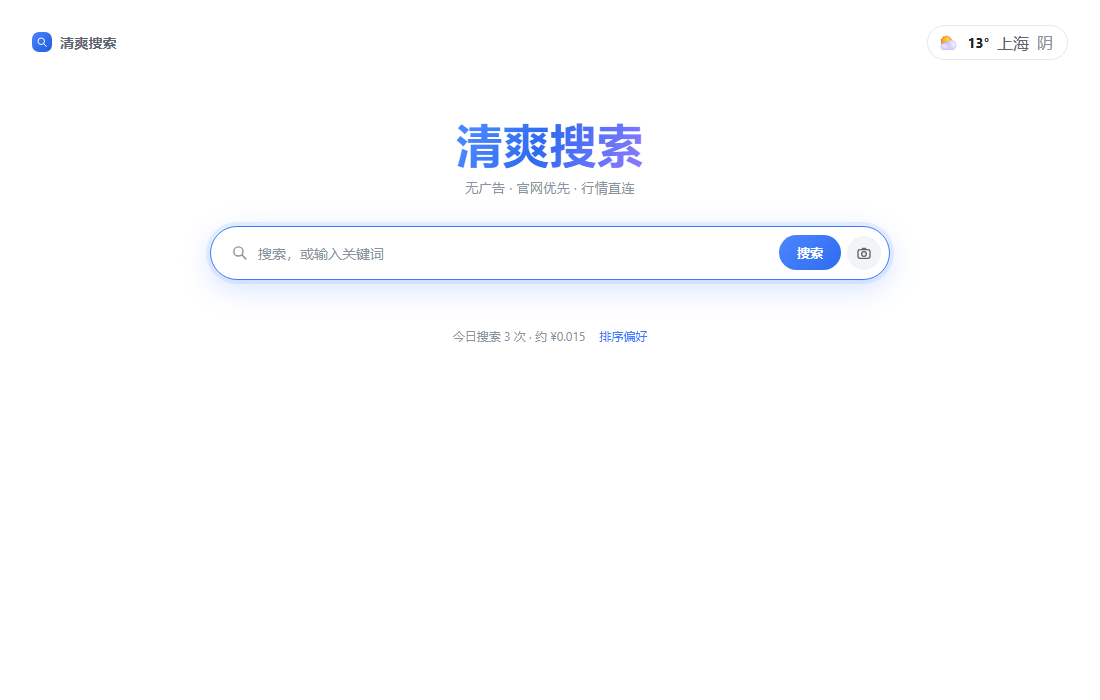 清爽搜索
13° 上海 阴
清爽搜索
无广告 · 官网优先 · 行情直连
搜索，或输入关键词 搜索
今日搜索 3 次 · 约 ¥0.015 排序偏好